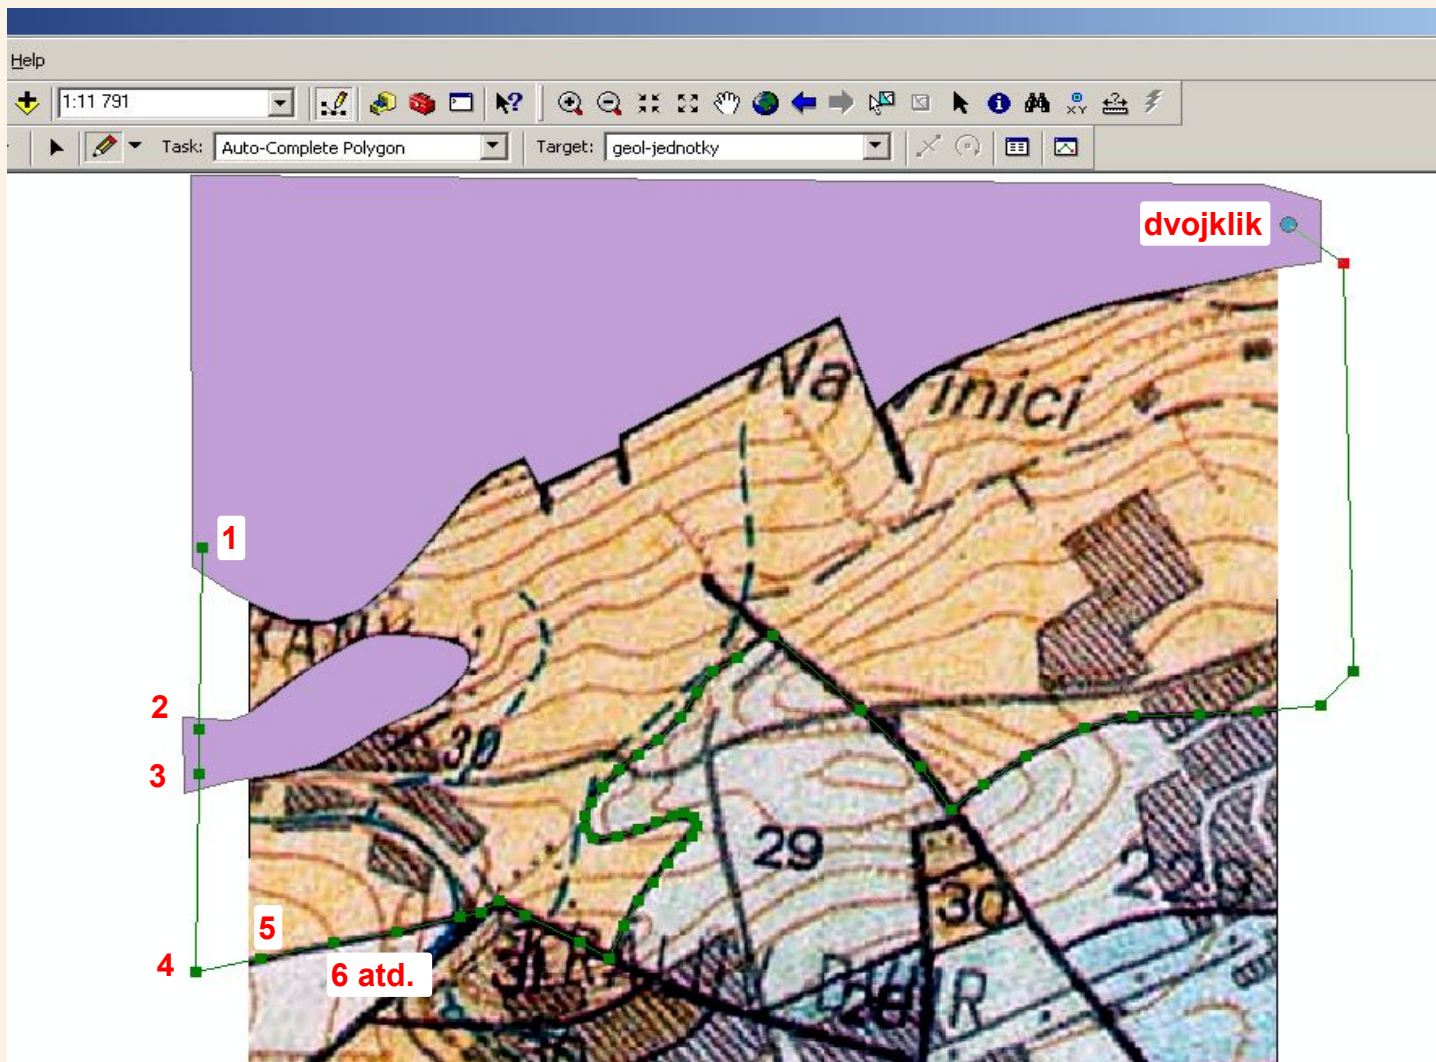 Help
1:11 791
Task: Auto-Complete Polygon Target: geol-jednotky
dvojklik
Na
inici
1
2
3
30
29
30
5
4
6 atd.